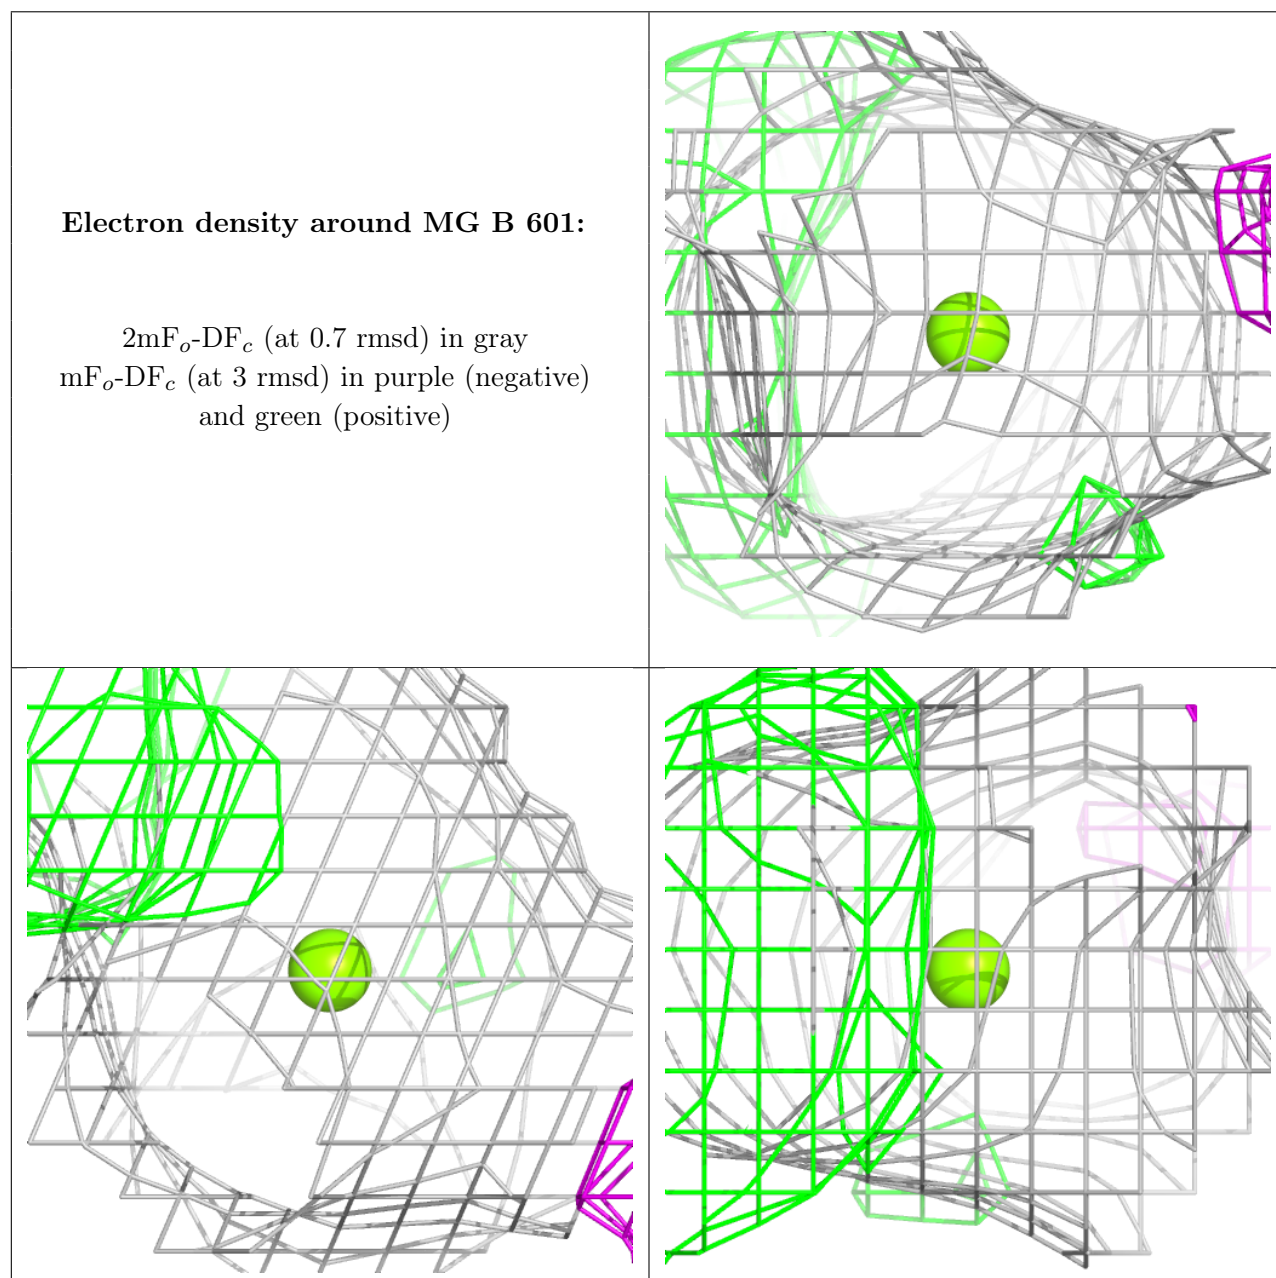 Electron density around MG B 601:
2mFo-DFc (at 0.7 rmsd) in gray
mFo-DFc (at 3 rmsd) in purple (negative)
and green (positive)